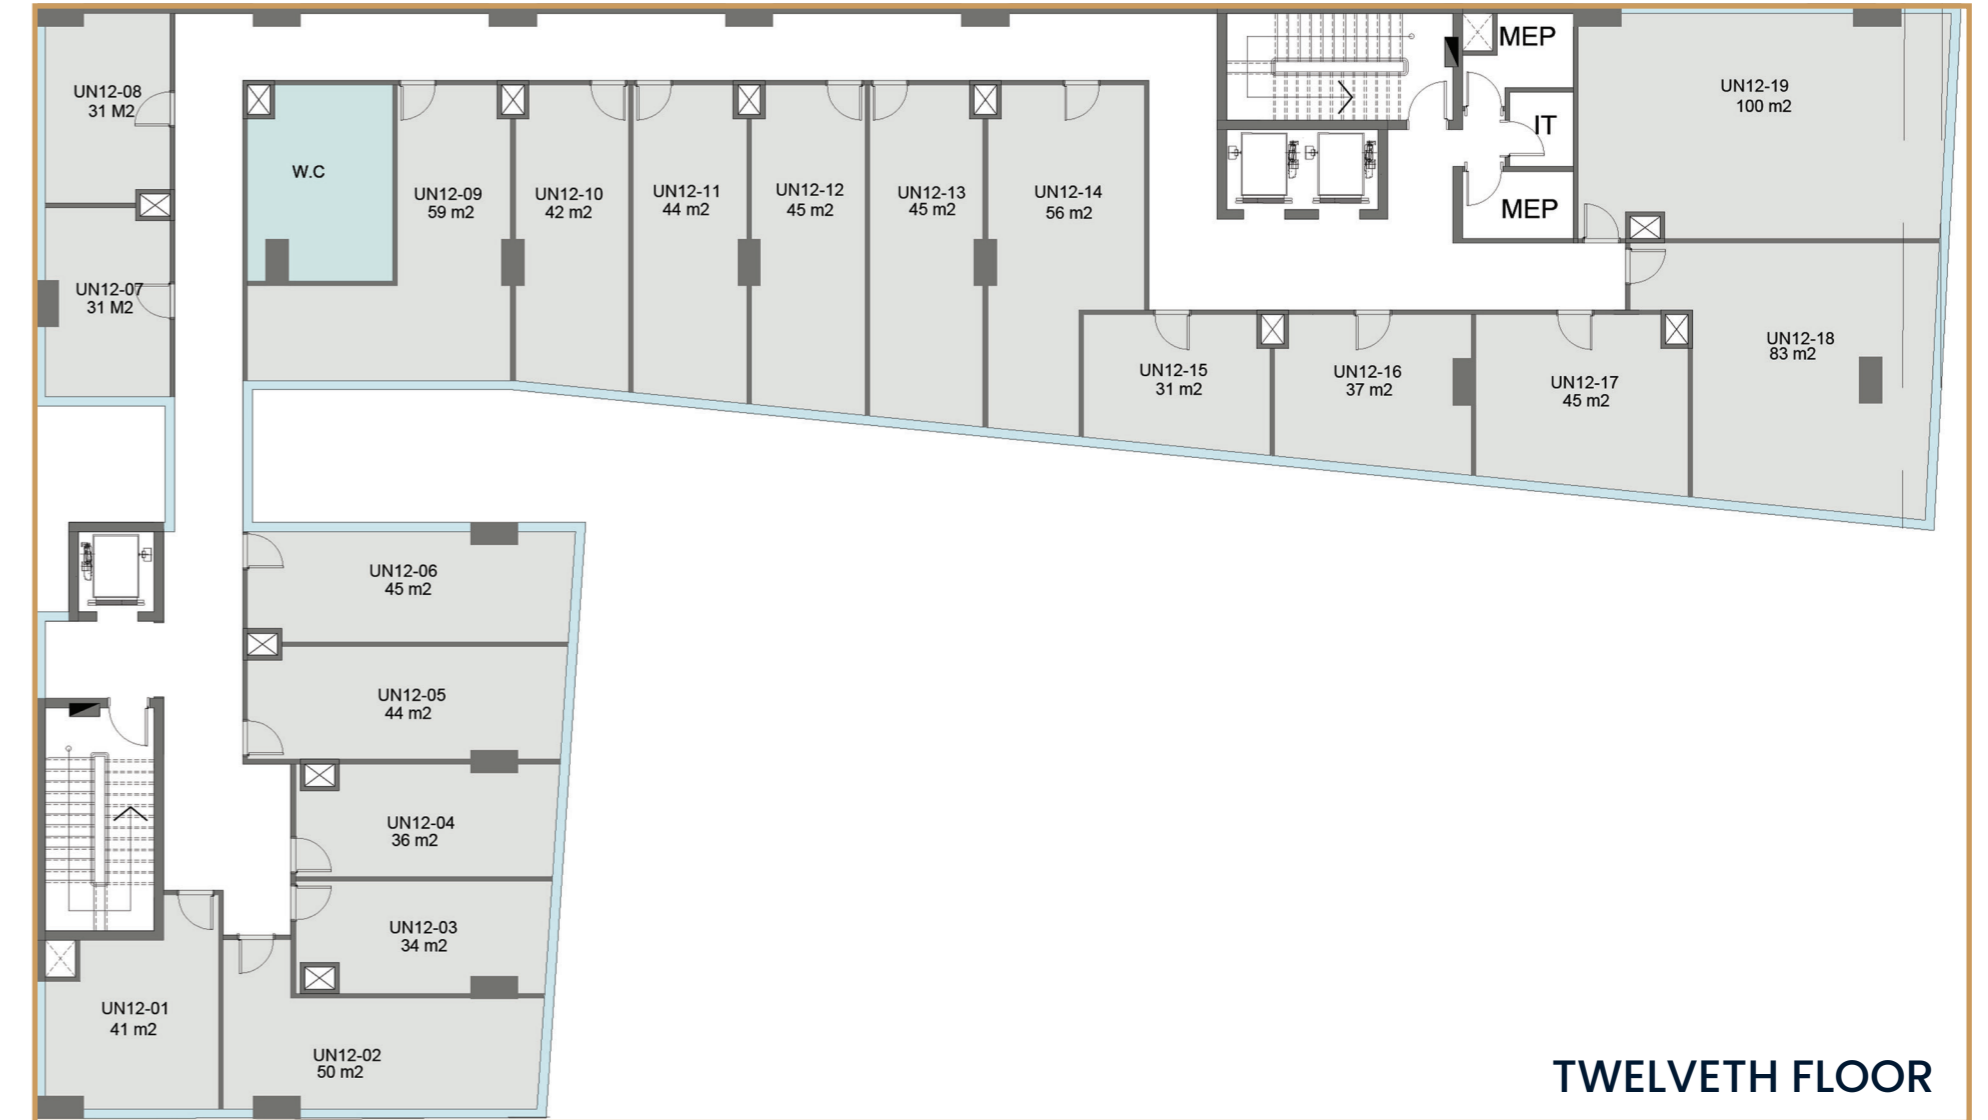 UN12-08
31 M2
UN12-07
31 M2
W.C
UN12-09
59 m2
UN12-10
42 m2
UN12-11
44 m2
UN12-12
45 m2
UN12-13
45 m2
UN12-14
56 m2
MEP
IT
MEP
UN12-19
100 m2
UN12-18
83 m2
UN12-15
31 m2
UN12-16
37 m2
UN12-17
45 m2
UN12-06
45 m2
UN12-05
44 m2
UN12-04
36 m2
UN12-03
34 m2
UN12-01
41 m2
UN12-02
50 m2
TWELVETH FLOOR